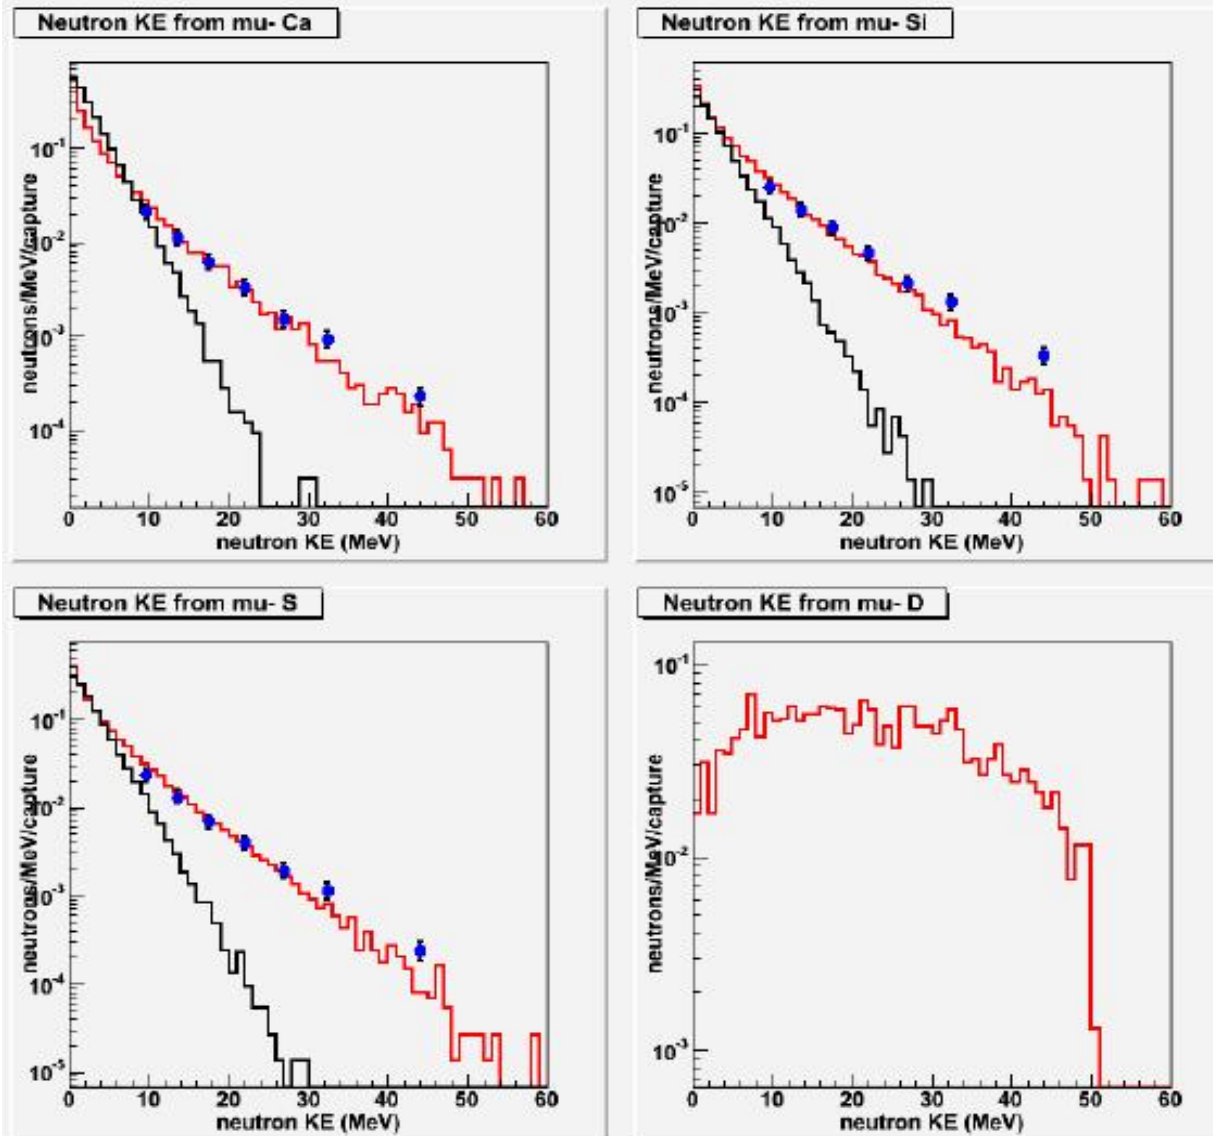 Neutron KE from mu- Ca
neutrons/MeV/capture
10⁻¹
10⁻²
10⁻³
10⁻⁴
0 10 20 30 40 50 60
neutron KE (MeV)
Neutron KE from mu- Si
neutrons/MeV/capture
10⁻¹
10⁻²
10⁻³
10⁻⁴
10⁻⁵
0 10 20 30 40 50 60
neutron KE (MeV)
Neutron KE from mu- S
neutrons/MeV/capture
10⁻¹
10⁻²
10⁻³
10⁻⁴
10⁻⁵
0 10 20 30 40 50 60
neutron KE (MeV)
Neutron KE from mu- D
neutrons/MeV/capture
10⁻¹
10⁻²
10⁻³
0 10 20 30 40 50 60
neutron KE (MeV)